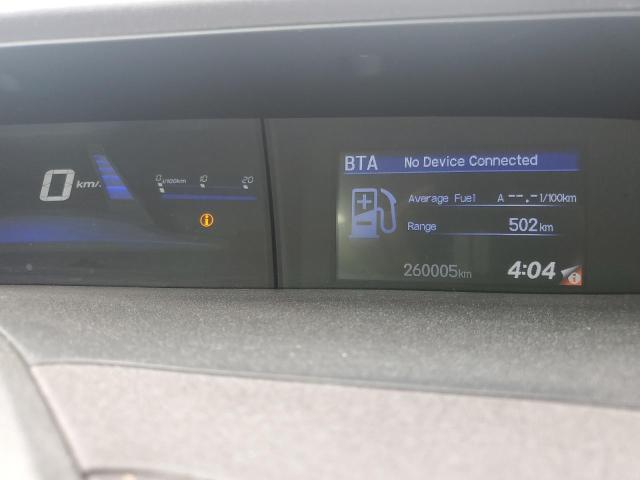 0 km/.
0 l/100km 10 20
BTA No Device Connected
Average Fuel A --.- l/100km
Range 502 km
260005 km 4:04